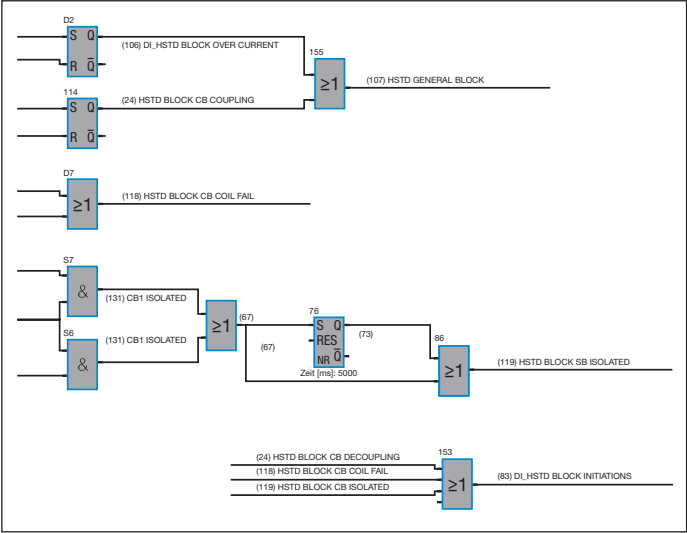 D2
S Q
(106) DI_HSTD BLOCK OVER CURRENT
R Q̅
155
≥1
(107) HSTD GENERAL BLOCK
114
S Q
(24) HSTD BLOCK CB COUPLING
R Q̅
D7
≥1
(118) HSTD BLOCK CB COIL FAIL
S7
&
(131) CB1 ISOLATED
≥1
(67)
S6
&
(131) CB1 ISOLATED
76
S Q
RES
NR Q̅
(67)
(73)
Zeit [ms]: 5000
86
≥1
(119) HSTD BLOCK SB ISOLATED
(24) HSTD BLOCK CB DECOUPLING
(118) HSTD BLOCK CB COIL FAIL
(119) HSTD BLOCK CB ISOLATED
153
≥1
(83) DI_HSTD BLOCK INITIATIONS